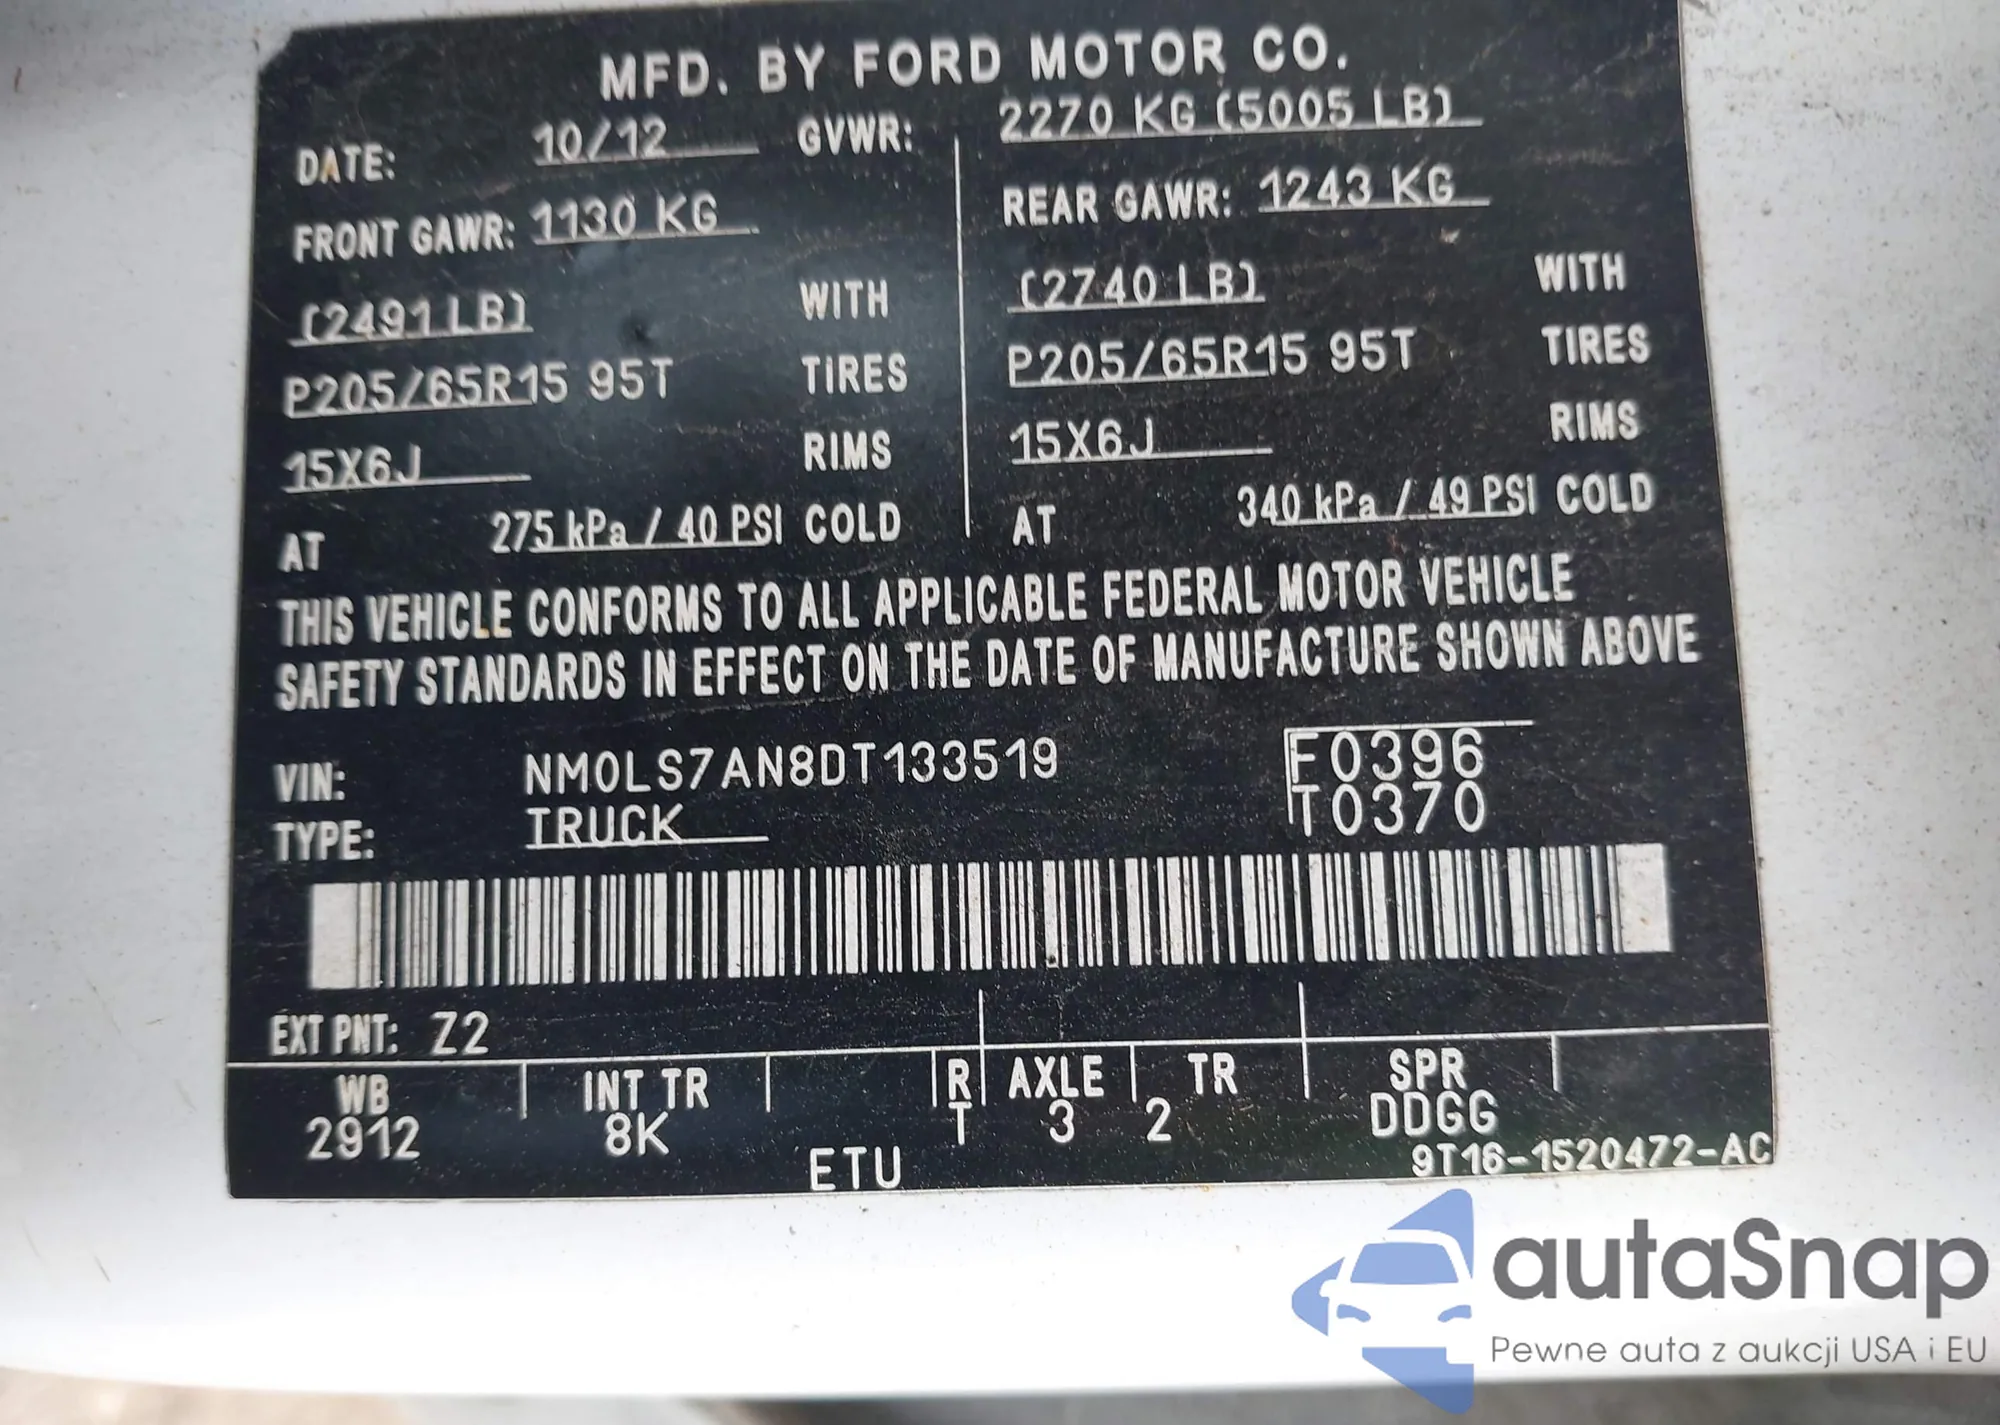 MFD. BY FORD MOTOR CO.
DATE: 10/12 GVWR: 2270 KG (5005 LB)
FRONT GAWR: 1130 KG REAR GAWR: 1243 KG
(2491 LB) WITH (2740 LB) WITH
P205/65R15 95T TIRES P205/65R15 95T TIRES
15X6J RIMS 15X6J RIMS
AT 275 kPa / 40 PSI COLD AT 340 kPa / 49 PSI COLD
THIS VEHICLE CONFORMS TO ALL APPLICABLE FEDERAL MOTOR VEHICLE
SAFETY STANDARDS IN EFFECT ON THE DATE OF MANUFACTURE SHOWN ABOVE
VIN: NM0LS7AN8DT133519 F0396
TYPE: TRUCK T0370
EXT PNT: Z2
WB INT TR R AXLE TR SPR
2912 8K T 3 2 DDGG
ETU 9T16-1520472-AC
autaSnap
Pewne auta z aukcji USA i EU